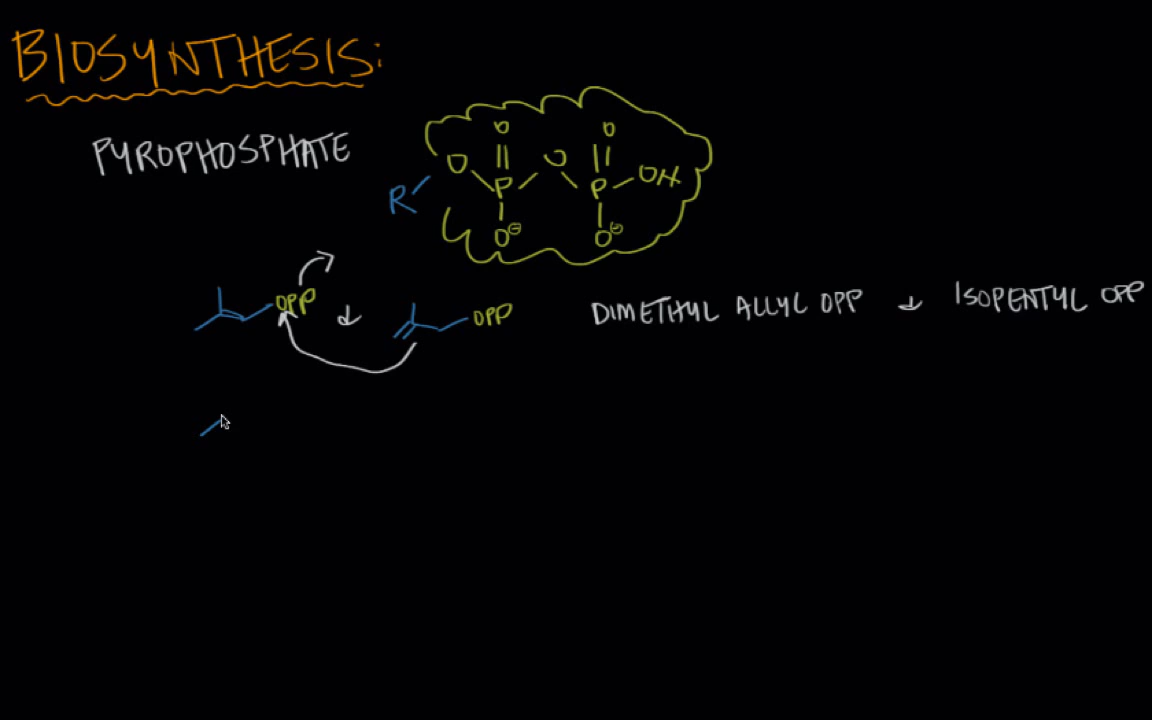 BIOSYNTHESIS:
PYROPHOSPHATE
O O
O P O P OH
R
O⊖ O⊖
OPP & OPP DIMETHYL ALLYL OPP & ISOPENTYL OPP